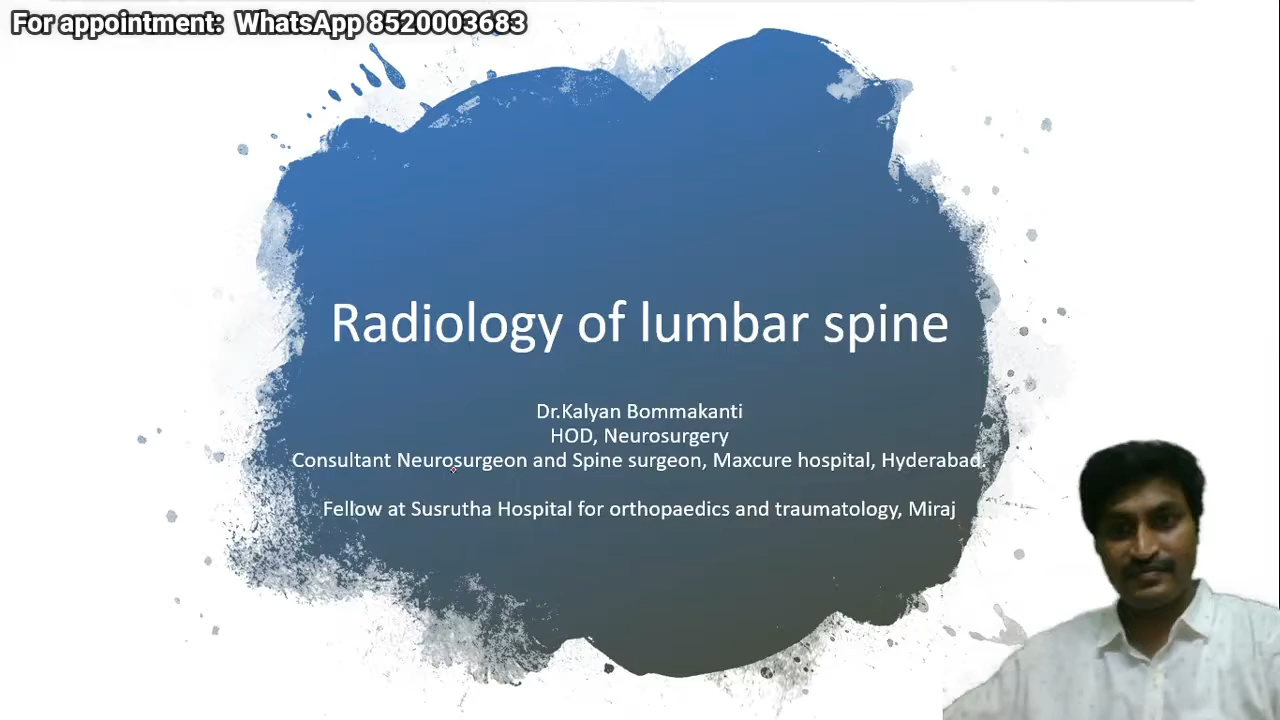 For appointment: WhatsApp 8520003683
Radiology of lumbar spine
Dr.Kalyan Bommakanti
HOD, Neurosurgery
Consultant Neurosurgeon and Spine surgeon, Maxcure hospital, Hyderabad.
Fellow at Susrutha Hospital for orthopaedics and traumatology, Miraj